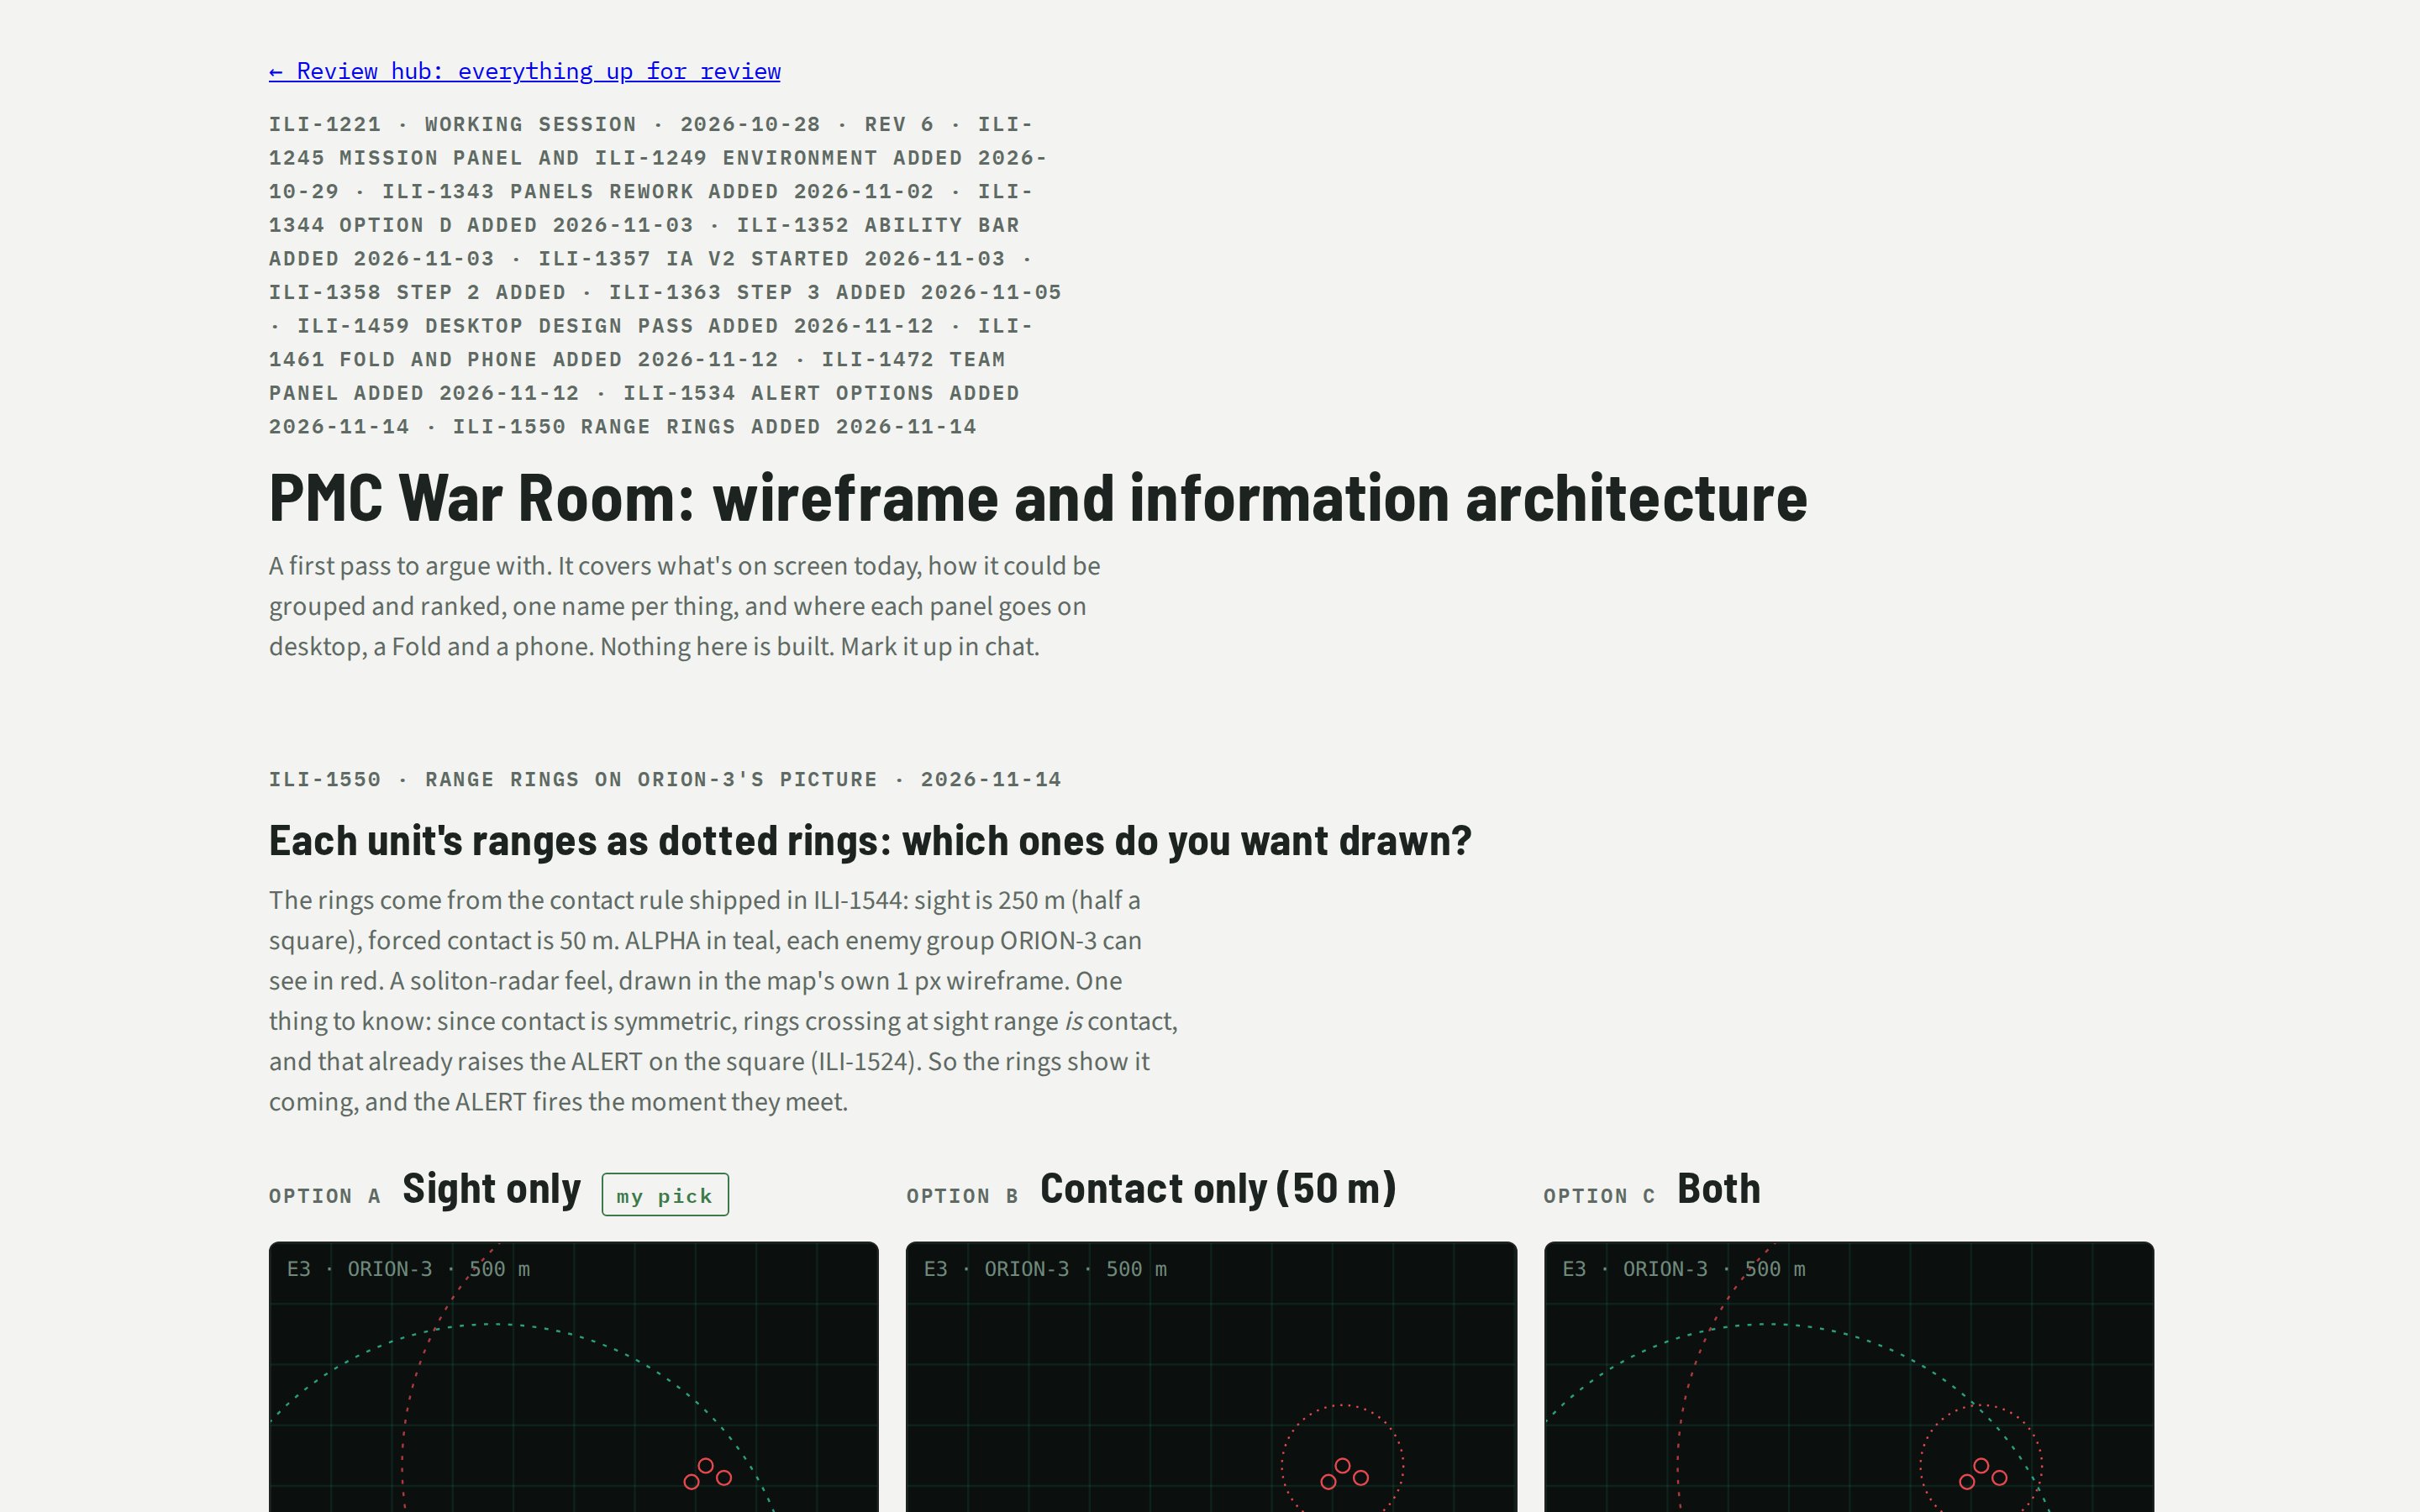 ← Review hub: everything up for review
ILI-1221 · WORKING SESSION · 2026-10-28 · REV 6 · ILI-
1245 MISSION PANEL AND ILI-1249 ENVIRONMENT ADDED 2026-
10-29 · ILI-1343 PANELS REWORK ADDED 2026-11-02 · ILI-
1344 OPTION D ADDED 2026-11-03 · ILI-1352 ABILITY BAR
ADDED 2026-11-03 · ILI-1357 IA V2 STARTED 2026-11-03 ·
ILI-1358 STEP 2 ADDED · ILI-1363 STEP 3 ADDED 2026-11-05
· ILI-1459 DESKTOP DESIGN PASS ADDED 2026-11-12 · ILI-
1461 FOLD AND PHONE ADDED 2026-11-12 · ILI-1472 TEAM
PANEL ADDED 2026-11-12 · ILI-1534 ALERT OPTIONS ADDED
2026-11-14 · ILI-1550 RANGE RINGS ADDED 2026-11-14
PMC War Room: wireframe and information architecture
A first pass to argue with. It covers what's on screen today, how it could be
grouped and ranked, one name per thing, and where each panel goes on
desktop, a Fold and a phone. Nothing here is built. Mark it up in chat.
ILI-1550 · RANGE RINGS ON ORION-3'S PICTURE · 2026-11-14
Each unit's ranges as dotted rings: which ones do you want drawn?
The rings come from the contact rule shipped in ILI-1544: sight is 250 m (half a
square), forced contact is 50 m. ALPHA in teal, each enemy group ORION-3 can
see in red. A soliton-radar feel, drawn in the map's own 1 px wireframe. One
thing to know: since contact is symmetric, rings crossing at sight range is contact,
and that already raises the ALERT on the square (ILI-1524). So the rings show it
coming, and the ALERT fires the moment they meet.
OPTION A Sight only my pick
E3 · ORION-3 · 500 m
OPTION B Contact only (50 m)
E3 · ORION-3 · 500 m
OPTION C Both
E3 · ORION-3 · 500 m